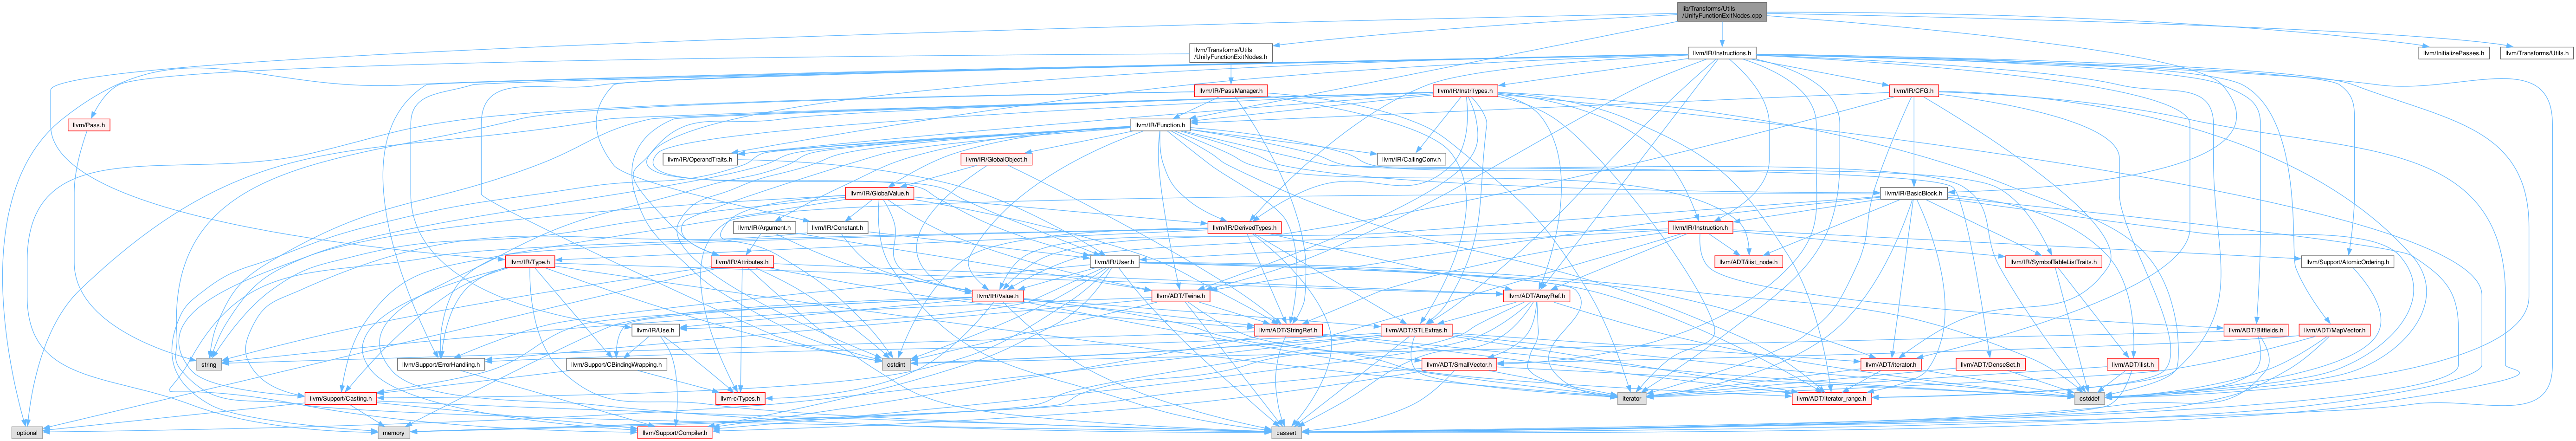 lib/Transforms/Utils
/UnifyFunctionExitNodes.cpp
llvm/Transforms/Utils
/UnifyFunctionExitNodes.h
llvm/IR/Instructions.h
llvm/InitializePasses.h
llvm/Transforms/Utils.h
llvm/IR/PassManager.h
llvm/IR/InstrTypes.h
llvm/IR/CFG.h
llvm/Pass.h
llvm/IR/Function.h
llvm/IR/OperandTraits.h
llvm/IR/GlobalObject.h
llvm/IR/CallingConv.h
llvm/IR/GlobalValue.h
llvm/IR/BasicBlock.h
llvm/IR/Argument.h
llvm/IR/Constant.h
llvm/IR/DerivedTypes.h
llvm/IR/Instruction.h
llvm/IR/Type.h
llvm/IR/Attributes.h
llvm/IR/User.h
llvm/ADT/ilist_node.h
llvm/IR/SymbolTableListTraits.h
llvm/Support/AtomicOrdering.h
llvm/IR/Value.h
llvm/ADT/Twine.h
llvm/ADT/ArrayRef.h
llvm/IR/Use.h
llvm/ADT/StringRef.h
llvm/ADT/STLExtras.h
llvm/ADT/Bitfields.h
llvm/ADT/MapVector.h
string
llvm/Support/ErrorHandling.h
llvm/Support/CBindingWrapping.h
cstdint
llvm/ADT/SmallVector.h
llvm/ADT/iterator.h
llvm/ADT/DenseSet.h
llvm/ADT/ilist.h
llvm/Support/Casting.h
llvm-c/Types.h
iterator
llvm/ADT/iterator_range.h
cstddef
optional
memory
llvm/Support/Compiler.h
cassert